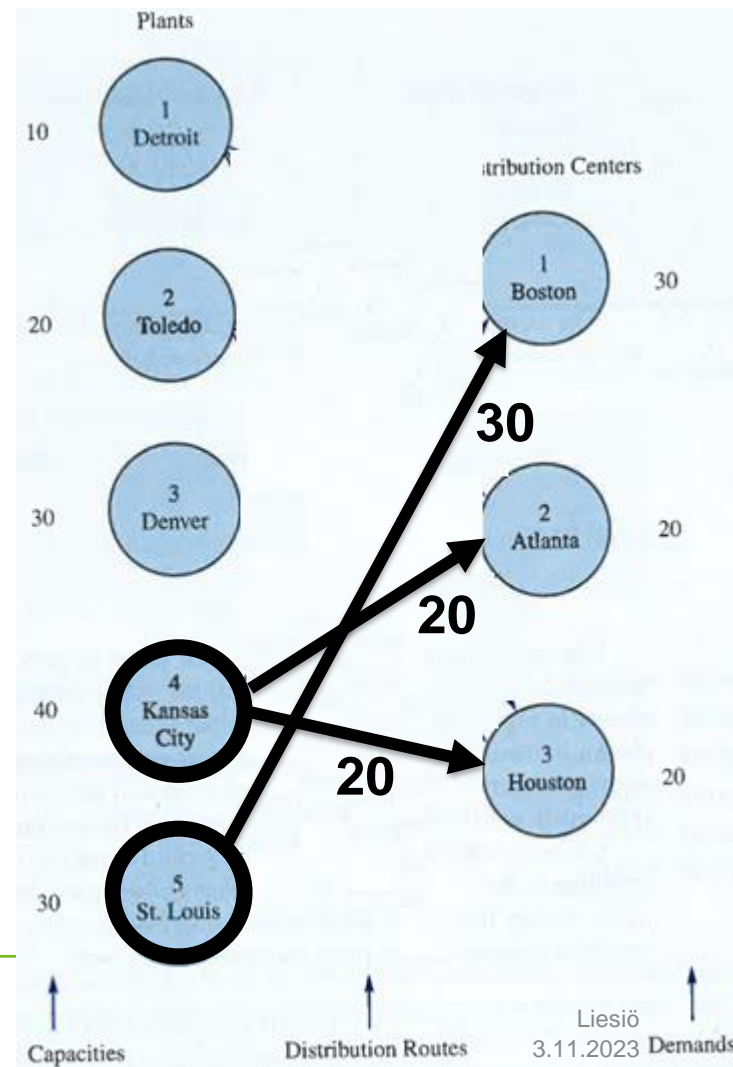 Plants
1
Detroit
10
tribution Centers
1
Boston
30
2
Toledo
20
30
3
Denver
30
2
Atlanta
20
20
4
Kansas
City
40
20
3
Houston
20
5
St. Louis
30
Capacities
Distribution Routes
Liesiö
3.11.2023
Demands